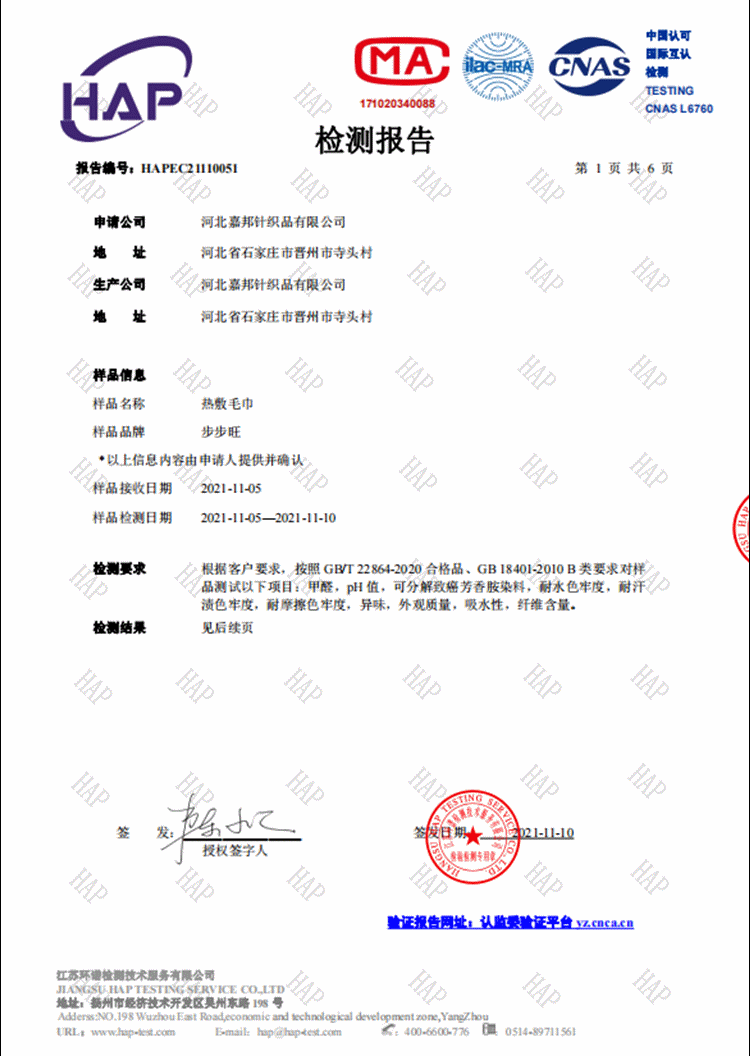 HAP
MA
171020340088
ilac-MRA
CNAS
中国认可
国际互认
检测
TESTING
CNAS L6760
检测报告
报告编号：HAPEC21110051
第 1 页 共 6 页
申请公司 河北嘉邦针织品有限公司
地 址 河北省石家庄市晋州市寺头村
生产公司 河北嘉邦针织品有限公司
地 址 河北省石家庄市晋州市寺头村
样品信息
样品名称 热敷毛巾
样品品牌 步步旺
*以上信息内容由申请人提供并确认
样品接收日期 2021-11-05
样品检测日期 2021-11-05—2021-11-10
检测要求 根据客户要求，按照 GB/T 22864-2020 合格品、GB 18401-2010 B 类要求对样
品测试以下项目：甲醛，pH 值，可分解致癌芳香胺染料，耐水色牢度，耐汗
渍色牢度，耐摩擦色牢度，异味，外观质量，吸水性，纤维含量。
检测结果 见后续页
签 发：
授权签字人
签发日期 2021-11-10
JIANGSU HAP TESTING SERVICE CO.,LTD.
检验检测专用章
验证报告网址：认监委验证平台 yz.cnca.cn
江苏环谱检测技术服务有限公司
JIANGSU HAP TESTING SERVICE CO.,LTD
地址：扬州市经济技术开发区吴州东路 198 号
Adderss:NO.198 Wuzhou East Road,economic and technological development zone,YangZhou
URL：www.hap-test.com E-mail：hap@hap-test.com ：400-6600-776 0514-89711561